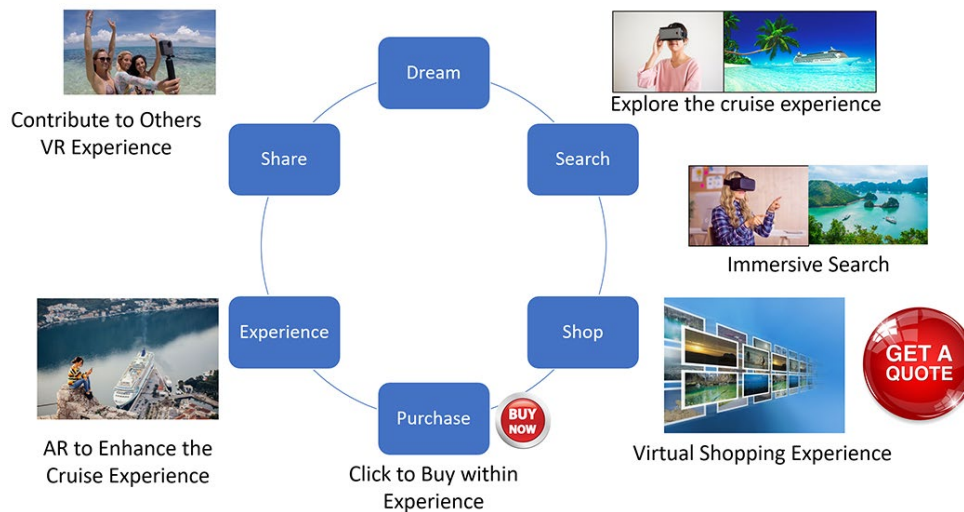 Dream
Explore the cruise experience
Contribute to Others
VR Experience
Share
Search
Immersive Search
Experience
Shop
GET A
QUOTE
Purchase
BUY
NOW
AR to Enhance the
Cruise Experience
Click to Buy within
Experience
Virtual Shopping Experience